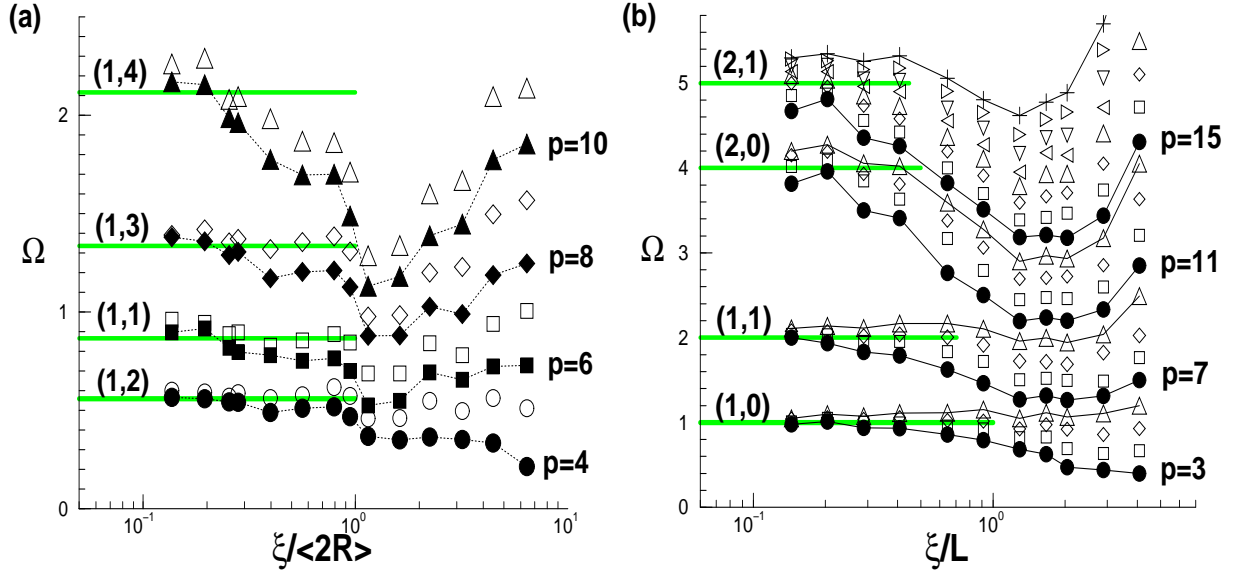 (a)
(1,4)
2
p=10
(1,3)
Ω
p=8
(1,1)
1
p=6
(1,2)
p=4
0
10⁻¹
10⁰
10¹
ξ/<2R>
(b)
(2,1)
5
p=15
(2,0)
4
Ω
3
p=11
(1,1)
2
p=7
(1,0)
1
p=3
0
10⁻¹
10⁰
ξ/L